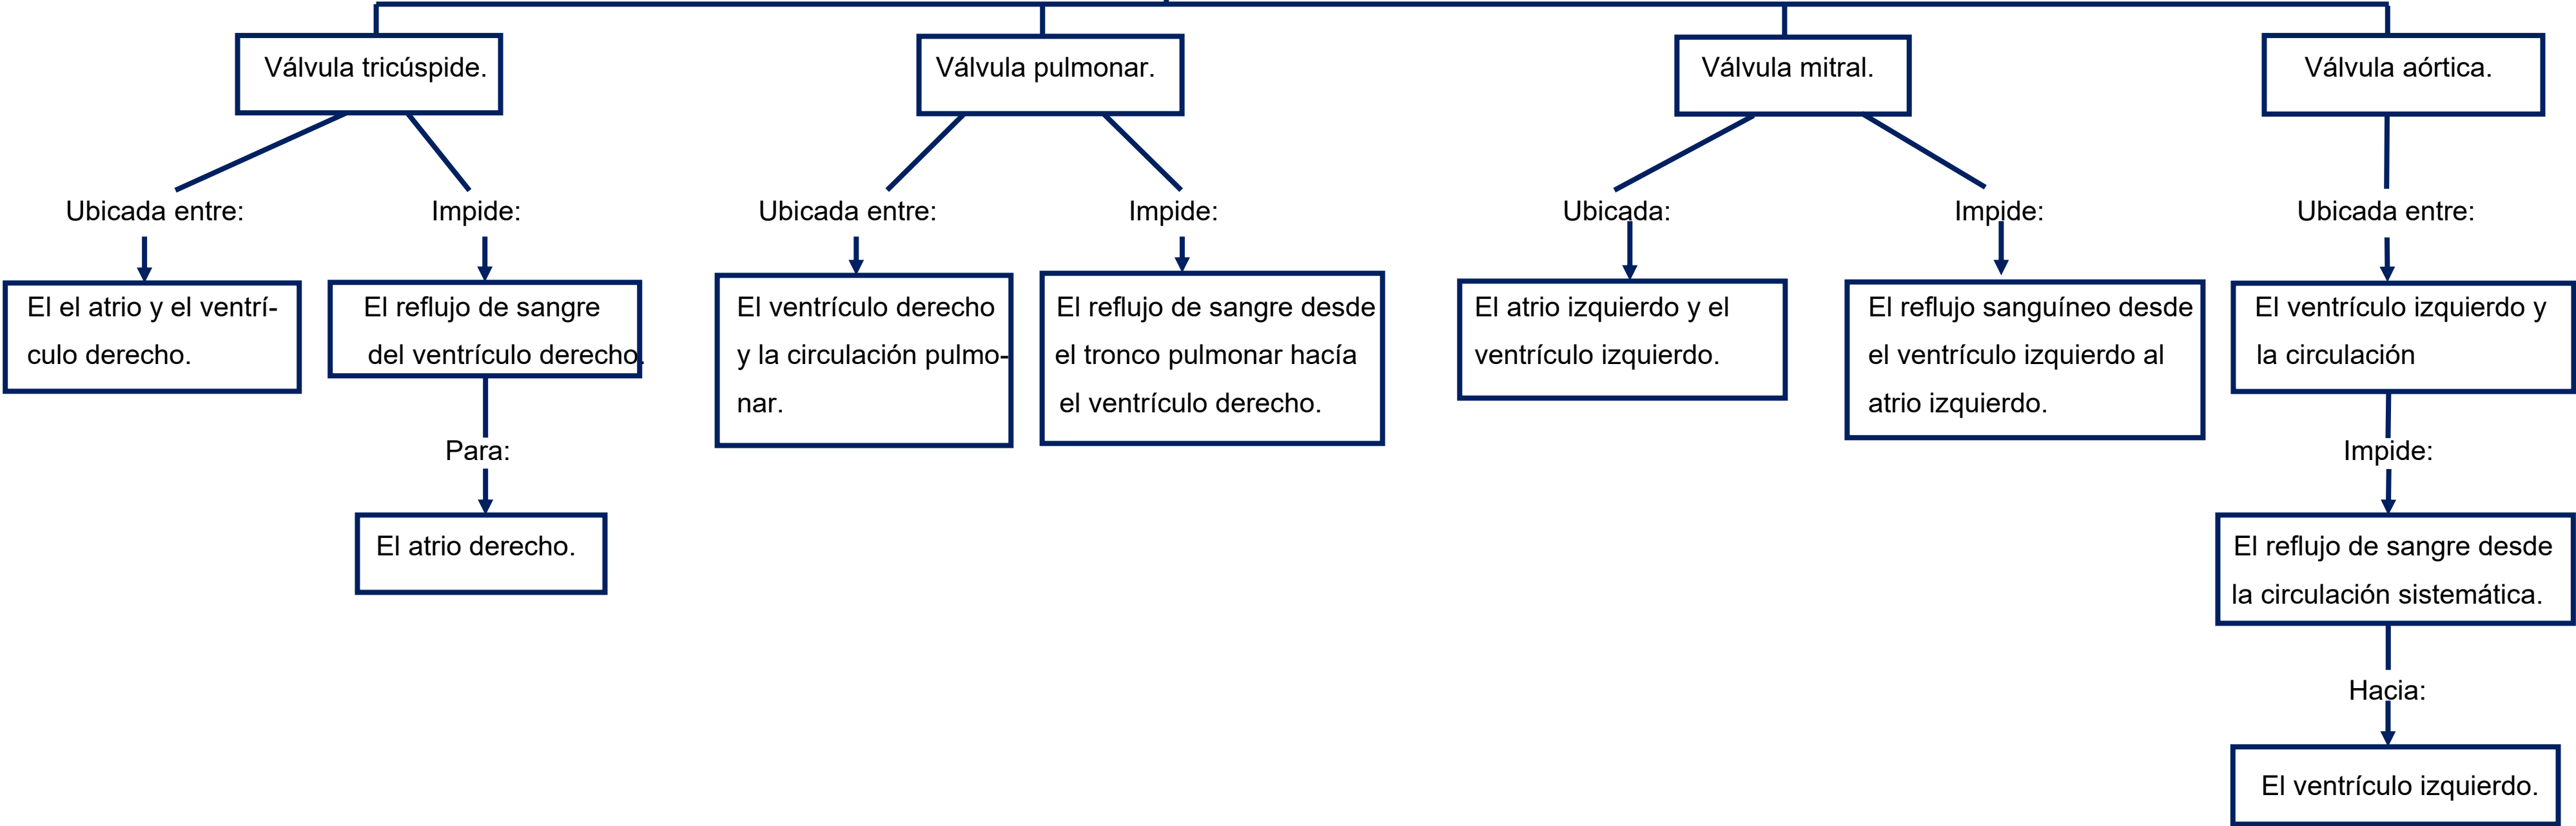 Válvula tricúspide.
Válvula pulmonar.
Válvula mitral.
Válvula aórtica.
Ubicada entre:
Impide:
Ubicada entre:
Impide:
Ubicada:
Impide:
Ubicada entre:
El el atrio y el ventrí-
culo derecho.
El reflujo de sangre
del ventrículo derecho.
El ventrículo derecho
y la circulación pulmo-
nar.
El reflujo de sangre desde
el tronco pulmonar hacía
el ventrículo derecho.
El atrio izquierdo y el
ventrículo izquierdo.
El reflujo sanguíneo desde
el ventrículo izquierdo al
atrio izquierdo.
El ventrículo izquierdo y
la circulación
Para:
Impide:
El atrio derecho.
El reflujo de sangre desde
la circulación sistemática.
Hacia:
El ventrículo izquierdo.